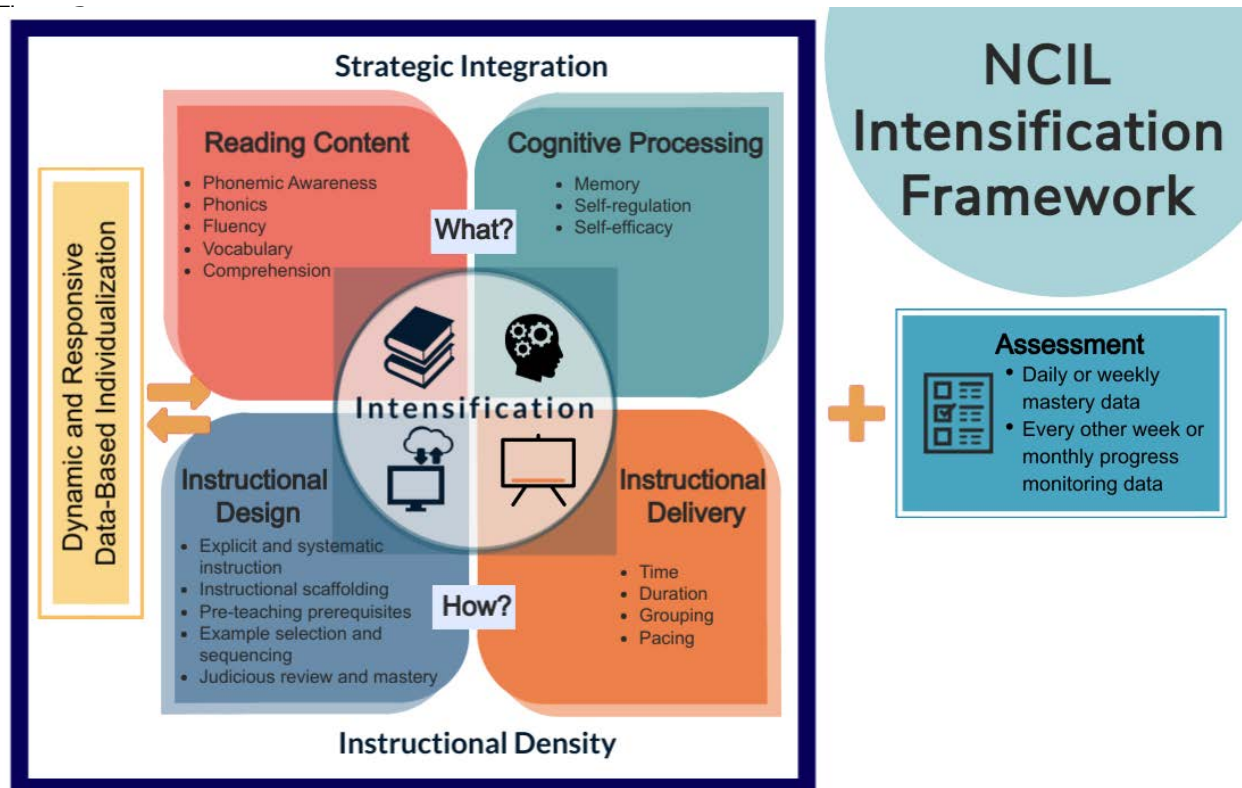 Strategic Integration
Reading Content
• Phonemic Awareness
• Phonics
• Fluency
• Vocabulary
• Comprehension
Cognitive Processing
• Memory
• Self-regulation
• Self-efficacy
What?
Intensification
Instructional
Design
• Explicit and systematic
instruction
• Instructional scaffolding
• Pre-teaching prerequisites
• Example selection and
sequencing
• Judicious review and mastery
How?
Instructional
Delivery
• Time
• Duration
• Grouping
• Pacing
Instructional Density
Dynamic and Responsive
Data-Based Individualization
NCIL
Intensification
Framework
Assessment
• Daily or weekly
mastery data
• Every other week or
monthly progress
monitoring data